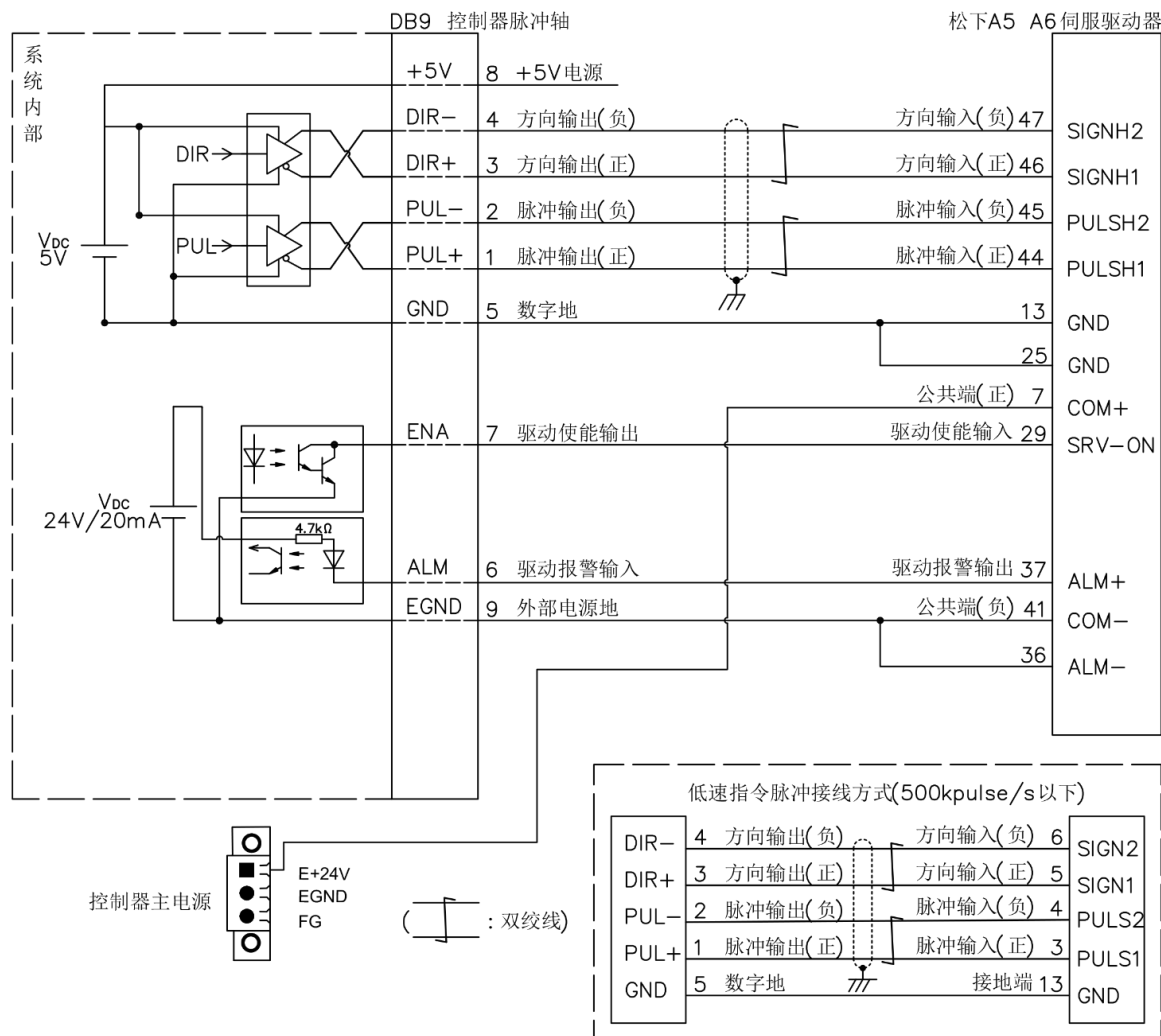 DB9 控制器脉冲轴
松下A5 A6伺服驱动器
系统内部
+5V 8 +5V电源
DIR- 4 方向输出(负) 方向输入(负) 47 SIGNH2
DIR
DIR+ 3 方向输出(正) 方向输入(正) 46 SIGNH1
PUL- 2 脉冲输出(负) 脉冲输入(负) 45 PULSH2
VDC 5V
PUL
PUL+ 1 脉冲输出(正) 脉冲输入(正) 44 PULSH1
GND 5 数字地 13 GND
25 GND
公共端(正) 7 COM+
ENA 7 驱动使能输出 驱动使能输入 29 SRV-ON
VDC
24V/20mA
4.7kΩ
ALM 6 驱动报警输入 驱动报警输出 37 ALM+
EGND 9 外部电源地 公共端(负) 41 COM-
36 ALM-
控制器主电源
E+24V
EGND
FG
( : 双绞线)
低速指令脉冲接线方式(500kpulse/s以下)
DIR- 4 方向输出(负) 方向输入(负) 6 SIGN2
DIR+ 3 方向输出(正) 方向输入(正) 5 SIGN1
PUL- 2 脉冲输出(负) 脉冲输入(负) 4 PULS2
PUL+ 1 脉冲输出(正) 脉冲输入(正) 3 PULS1
GND 5 数字地 接地端 13 GND